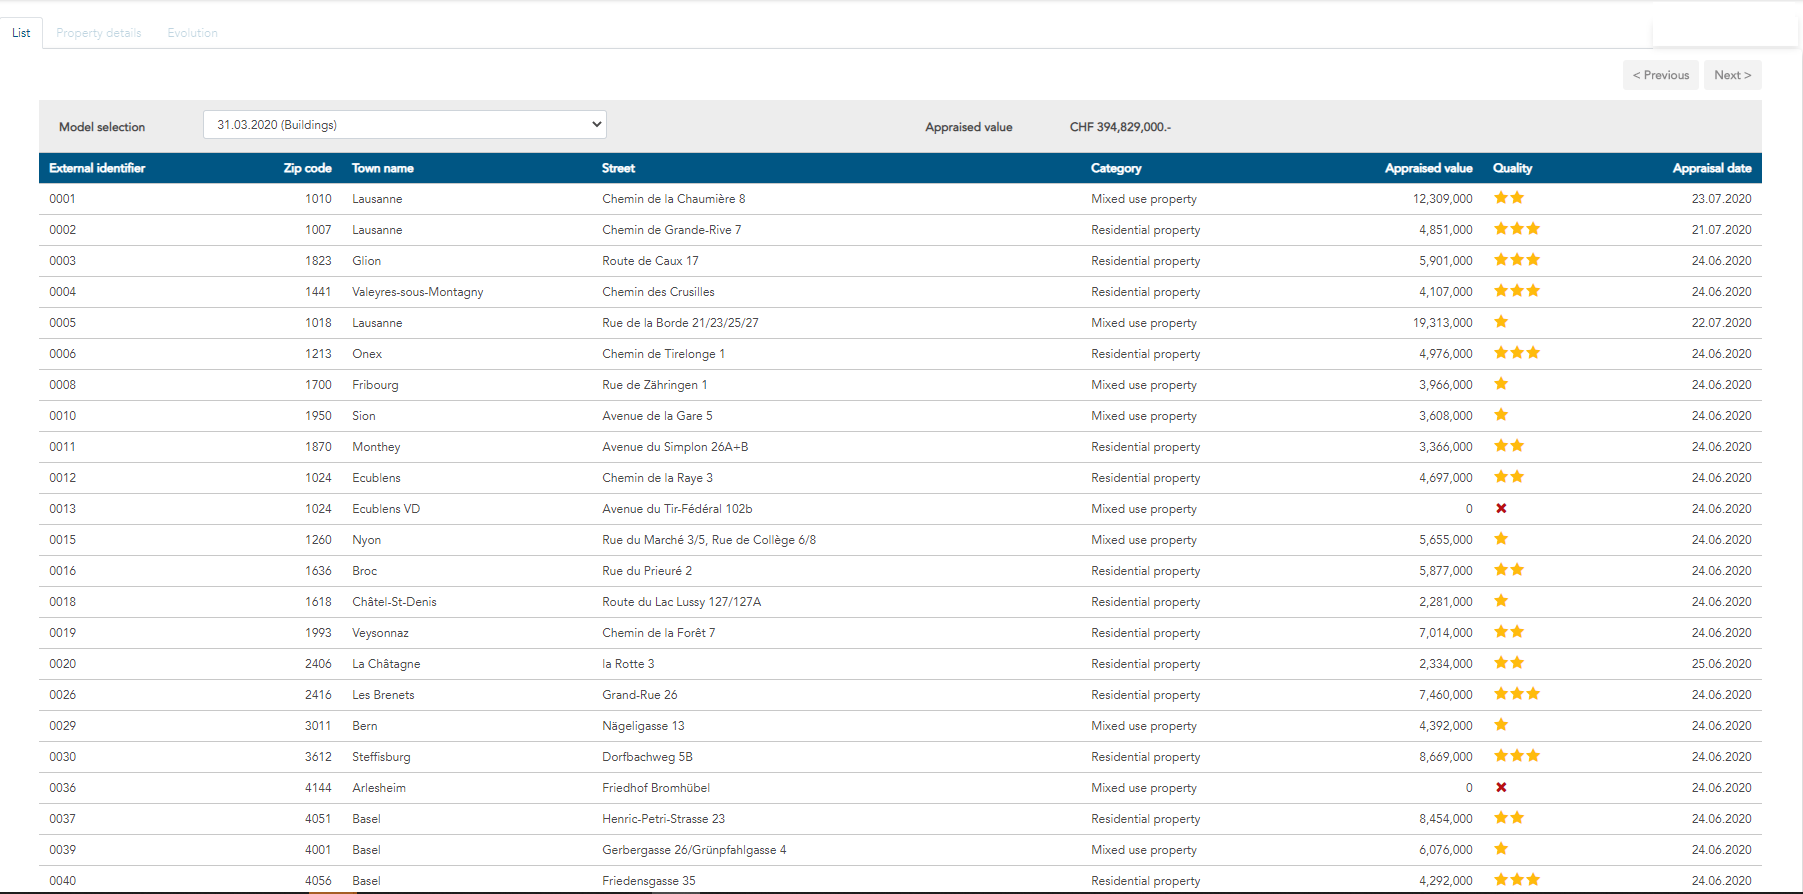 List Property details Evolution
< Previous Next >
Model selection 31.03.2020 (Buildings) Appraised value CHF 394,829,000.-
External identifier Zip code Town name Street Category Appraised value Quality Appraisal date
0001 1010 Lausanne Chemin de la Chaumière 8 Mixed use property 12,309,000 23.07.2020
0002 1007 Lausanne Chemin de Grande-Rive 7 Residential property 4,851,000 21.07.2020
0003 1823 Glion Route de Caux 17 Residential property 5,901,000 24.06.2020
0004 1441 Valeyres-sous-Montagny Chemin des Crusilles Residential property 4,107,000 24.06.2020
0005 1018 Lausanne Rue de la Borde 21/23/25/27 Mixed use property 19,313,000 22.07.2020
0006 1213 Onex Chemin de Tirelonge 1 Residential property 4,976,000 24.06.2020
0008 1700 Fribourg Rue de Zähringen 1 Mixed use property 3,966,000 24.06.2020
0010 1950 Sion Avenue de la Gare 5 Mixed use property 3,608,000 24.06.2020
0011 1870 Monthey Avenue du Simplon 26A+B Residential property 3,366,000 24.06.2020
0012 1024 Ecublens Chemin de la Raye 3 Residential property 4,697,000 24.06.2020
0013 1024 Ecublens VD Avenue du Tir-Fédéral 102b Mixed use property 0 24.06.2020
0015 1260 Nyon Rue du Marché 3/5, Rue de Collège 6/8 Mixed use property 5,655,000 24.06.2020
0016 1636 Broc Rue du Prieuré 2 Residential property 5,877,000 24.06.2020
0018 1618 Châtel-St-Denis Route du Lac Lussy 127/127A Residential property 2,281,000 24.06.2020
0019 1993 Veysonnaz Chemin de la Forêt 7 Residential property 7,014,000 24.06.2020
0020 2406 La Châtagne la Rotte 3 Residential property 2,334,000 25.06.2020
0026 2416 Les Brenets Grand-Rue 26 Residential property 7,460,000 24.06.2020
0029 3011 Bern Nägeligasse 13 Mixed use property 4,392,000 24.06.2020
0030 3612 Steffisburg Dorfbachweg 5B Residential property 8,669,000 24.06.2020
0036 4144 Arlesheim Friedhof Bromhübel Mixed use property 0 24.06.2020
0037 4051 Basel Henric-Petri-Strasse 23 Residential property 8,454,000 24.06.2020
0039 4001 Basel Gerbergasse 26/Grünpfahlgasse 4 Mixed use property 6,076,000 24.06.2020
0040 4056 Basel Friedensgasse 35 Residential property 4,292,000 24.06.2020